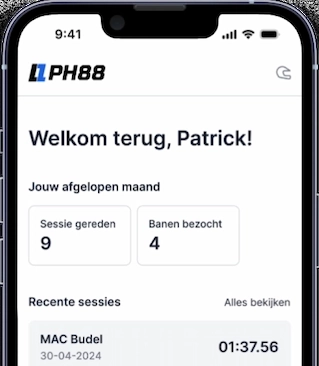 9:41
PH88
Welkom terug, Patrick!
Jouw afgelopen maand
Sessie gereden Banen bezocht
9 4
Recente sessies Alles bekijken
MAC Budel
01:37.56
30-04-2024